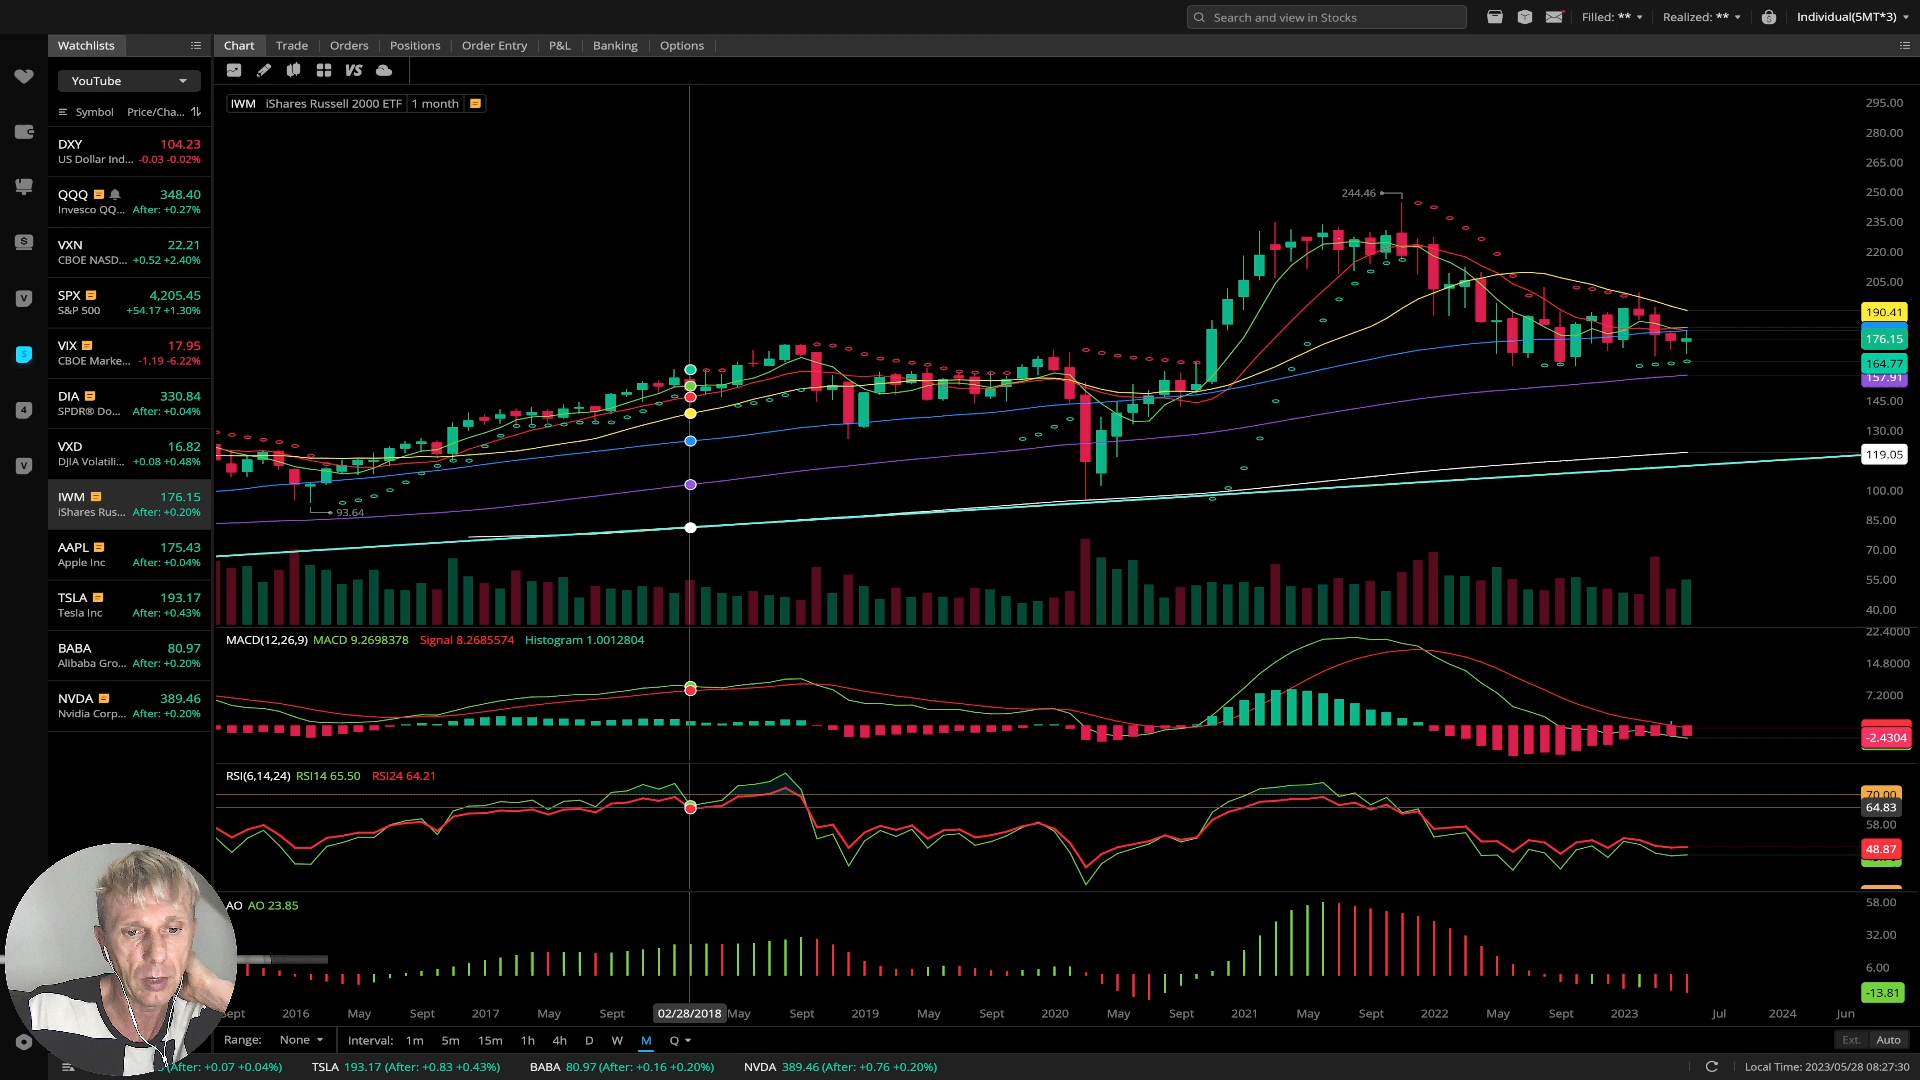 Search and view in Stocks
Filled: **
Realized: **
Individual(5MT*3)
Watchlists
Chart Trade Orders Positions Order Entry P&L Banking Options
YouTube
VS
Symbol Price/Cha...
IWM iShares Russell 2000 ETF 1 month
DXY 104.23
US Dollar Ind... -0.03 -0.02%
QQQ 348.40
Invesco QQ... After: +0.27%
VXN 22.21
CBOE NASD... +0.52 +2.40%
SPX 4,205.45
S&P 500 +54.17 +1.30%
VIX 17.95
CBOE Marke... -1.19 -6.22%
DIA 330.84
SPDR® Do... After: +0.04%
VXD 16.82
DJIA Volatili... +0.08 +0.48%
IWM 176.15
iShares Rus... After: +0.20%
AAPL 175.43
Apple Inc After: +0.04%
TSLA 193.17
Tesla Inc After: +0.43%
BABA 80.97
Alibaba Gro... After: +0.20%
NVDA 389.46
Nvidia Corp... After: +0.20%
244.46
93.64
295.00
280.00
265.00
250.00
235.00
220.00
205.00
190.41
176.15
164.77
157.91
145.00
130.00
119.05
100.00
85.00
70.00
55.00
40.00
MACD(12,26,9) MACD 9.2698378 Signal 8.2685574 Histogram 1.0012804
22.4000
14.8000
7.2000
-2.4304
RSI(6,14,24) RSI14 65.50 RSI24 64.21
70.00
64.83
58.00
48.87
AO AO 23.85
58.00
32.00
6.00
-13.81
Sept 2016 May Sept 2017 May Sept 02/28/2018 May Sept 2019 May Sept 2020 May Sept 2021 May Sept 2022 May Sept 2023 Jul 2024 Jun
Range: None Interval: 1m 5m 15m 1h 4h D W M Q
Ext. Auto
(After: +0.07 +0.04%) TSLA 193.17 (After: +0.83 +0.43%) BABA 80.97 (After: +0.16 +0.20%) NVDA 389.46 (After: +0.76 +0.20%)
Local Time: 2023/05/28 08:27:30